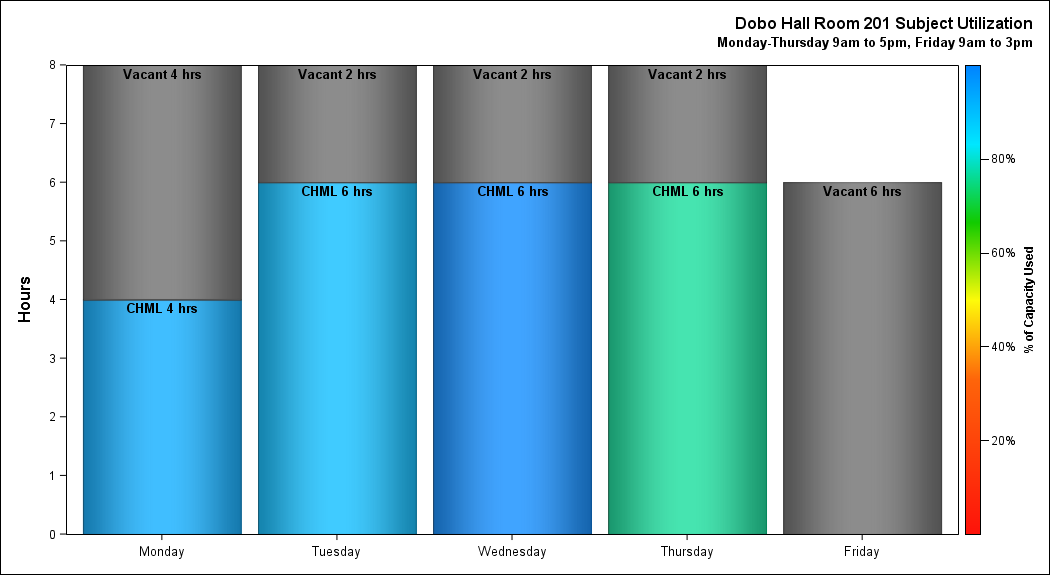 Dobo Hall Room 201 Subject Utilization
Monday-Thursday 9am to 5pm, Friday 9am to 3pm
8
7
6
5
4
3
2
1
0
Hours
Vacant 4 hrs
CHML 4 hrs
Vacant 2 hrs
CHML 6 hrs
Vacant 2 hrs
CHML 6 hrs
Vacant 2 hrs
CHML 6 hrs
Vacant 6 hrs
Monday
Tuesday
Wednesday
Thursday
Friday
80%
60%
40%
20%
% of Capacity Used